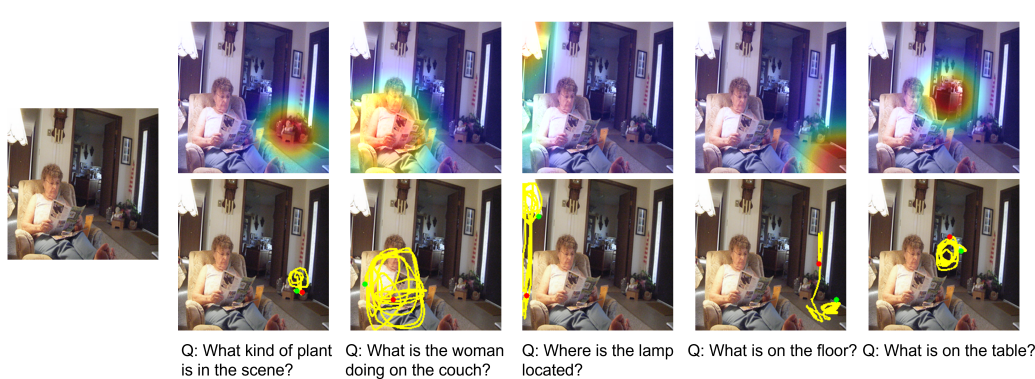 Q: What kind of plant
is in the scene?
Q: What is the woman
doing on the couch?
Q: Where is the lamp
located?
Q: What is on the floor?
Q: What is on the table?